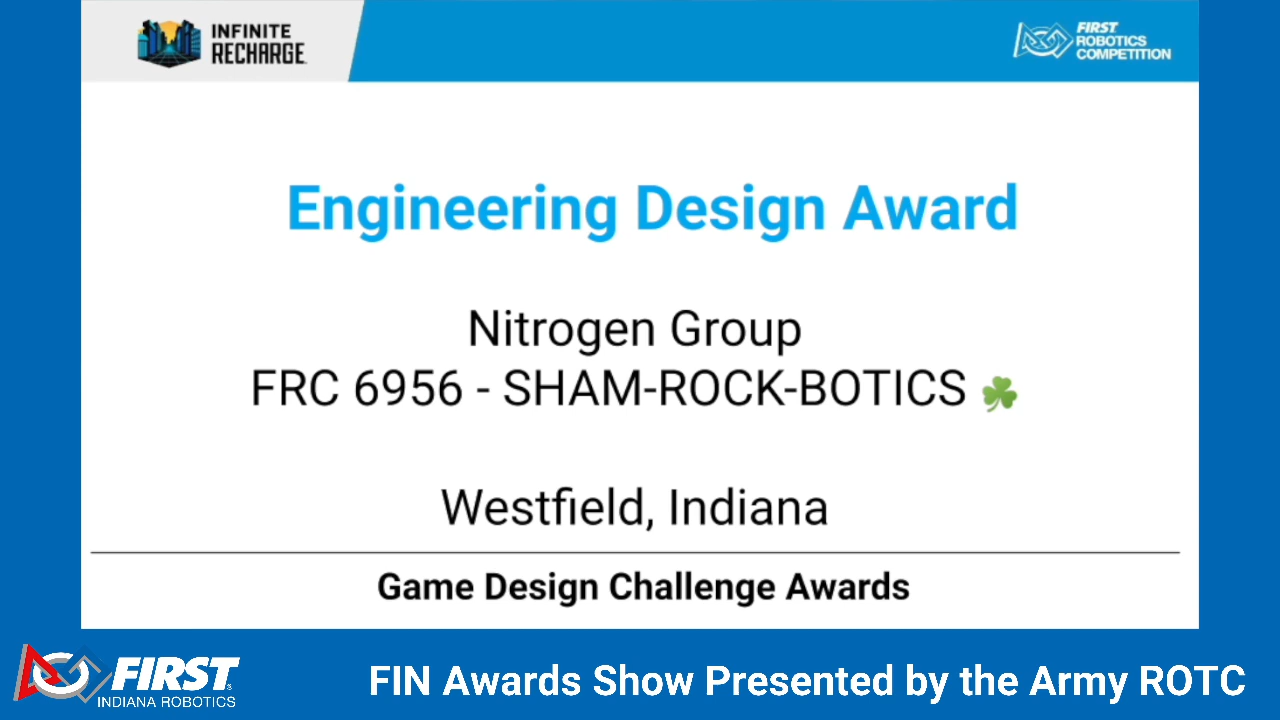 INFINITE
RECHARGE
FIRST
ROBOTICS
COMPETITION
Engineering Design Award
Nitrogen Group
FRC 6956 - SHAM-ROCK-BOTICS ☘️
Westfield, Indiana
Game Design Challenge Awards
FIRST
INDIANA ROBOTICS
FIN Awards Show Presented by the Army ROTC